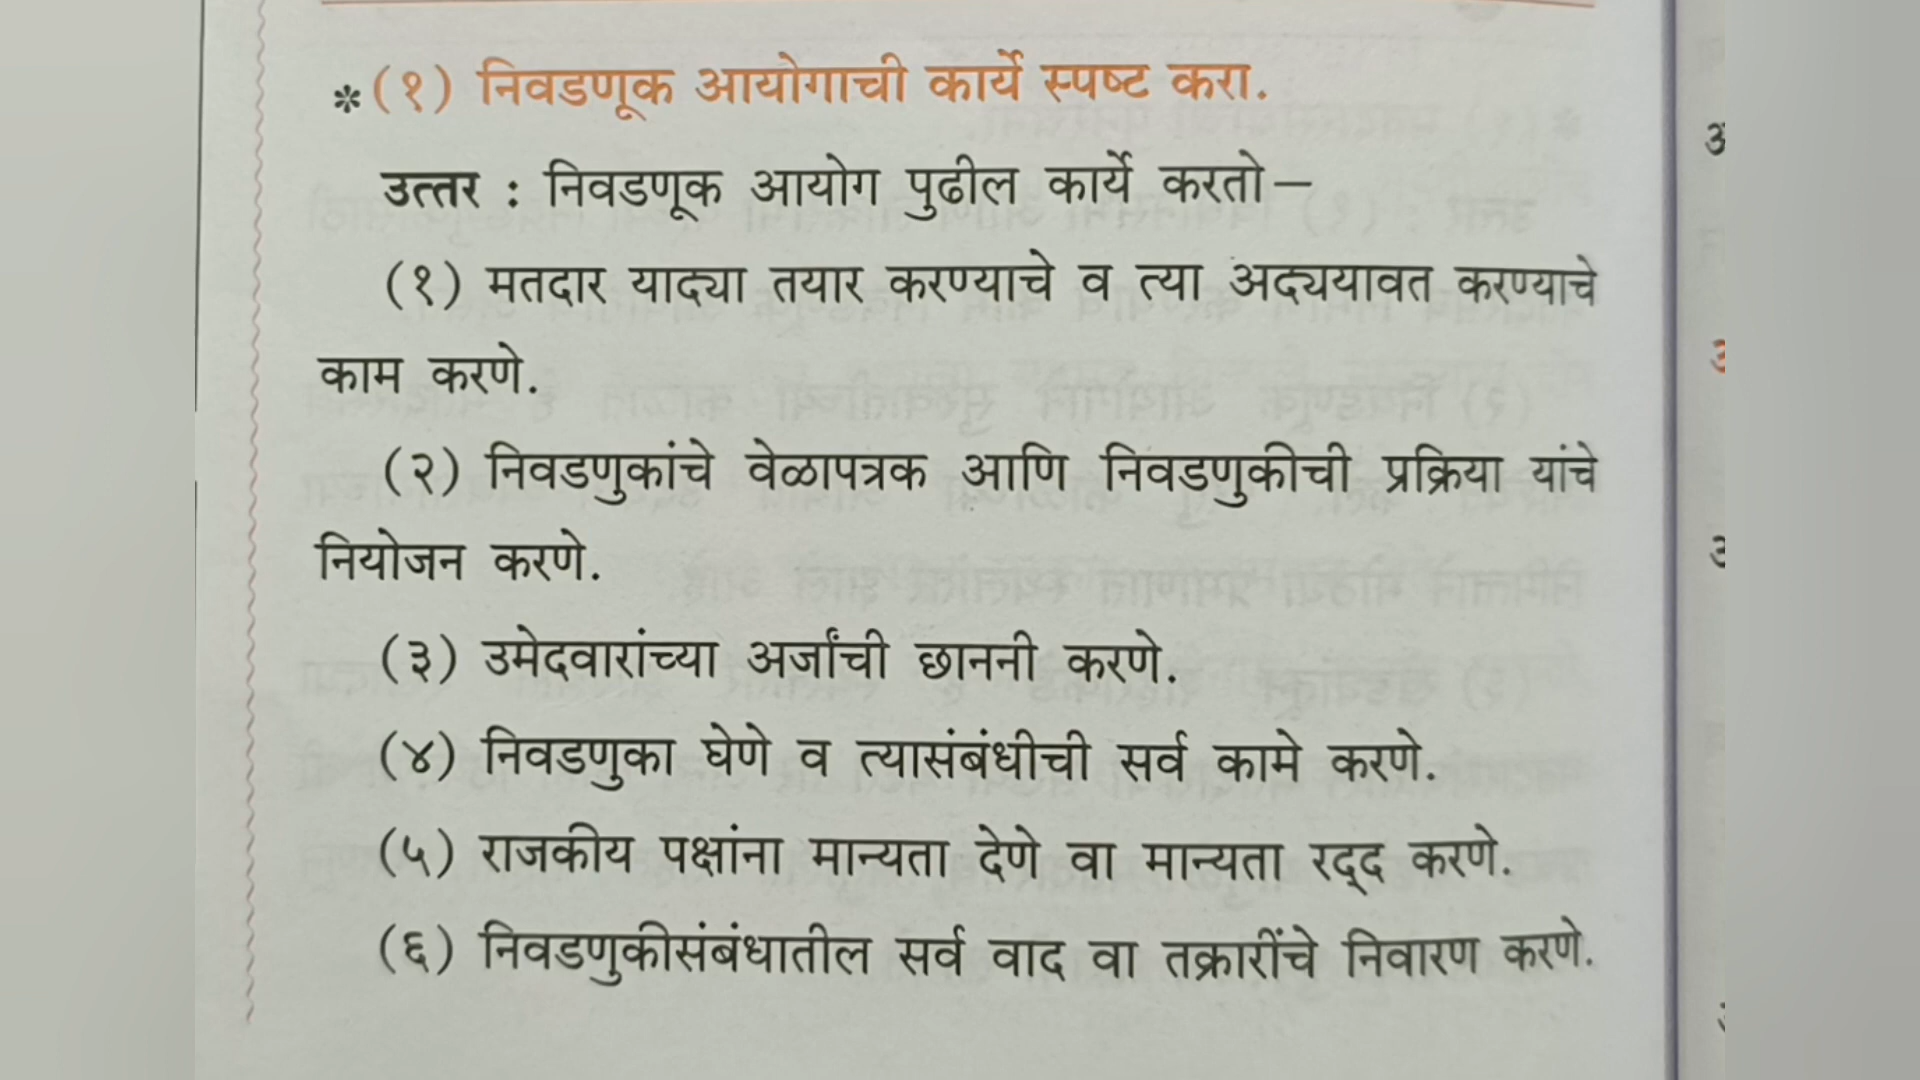 *(१) निवडणूक आयोगाची कार्ये स्पष्ट करा.
उत्तर : निवडणूक आयोग पुढील कार्ये करतो–
(१) मतदार याद्या तयार करण्याचे व त्या अद्ययावत करण्याचे
काम करणे.
(२) निवडणुकांचे वेळापत्रक आणि निवडणुकीची प्रक्रिया यांचे
नियोजन करणे.
(३) उमेदवारांच्या अर्जांची छाननी करणे.
(४) निवडणुका घेणे व त्यासंबंधीची सर्व कामे करणे.
(५) राजकीय पक्षांना मान्यता देणे वा मान्यता रद्द करणे.
(६) निवडणुकीसंबंधातील सर्व वाद वा तक्रारींचे निवारण करणे.